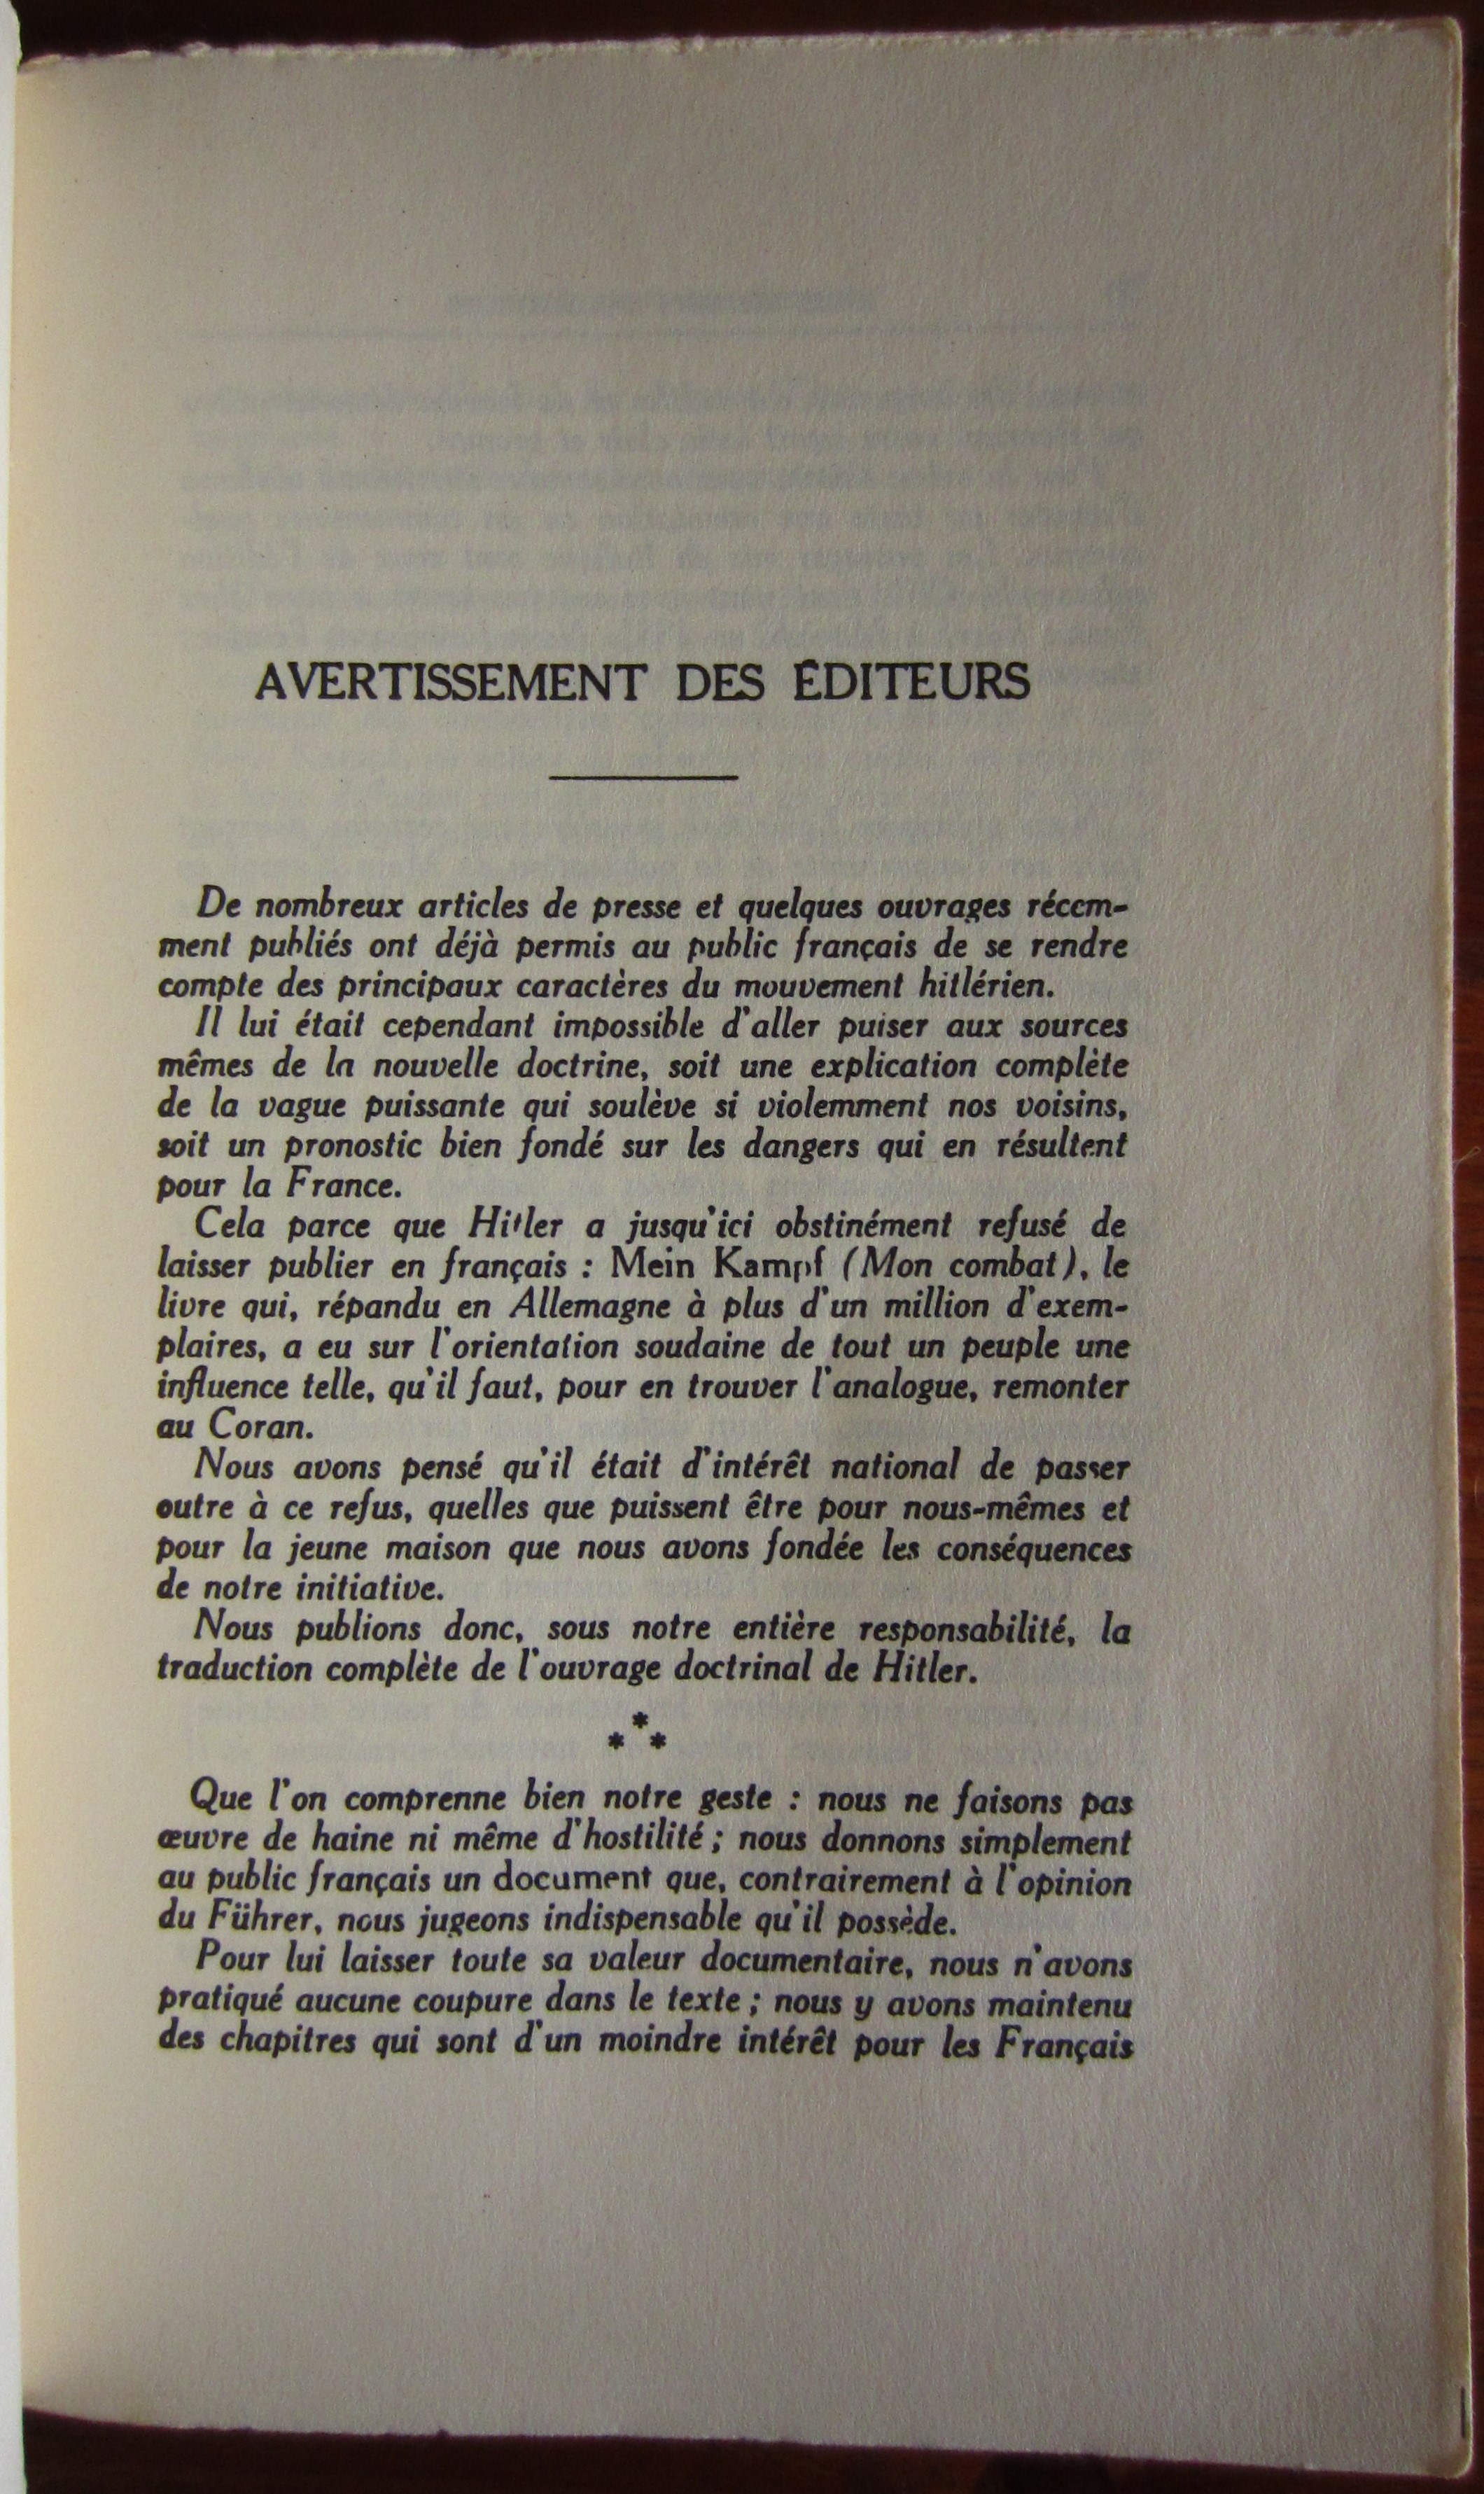 AVERTISSEMENT DES ÉDITEURS
De nombreux articles de presse et quelques ouvrages récem-
ment publiés ont déjà permis au public français de se rendre
compte des principaux caractères du mouvement hitlérien.
Il lui était cependant impossible d'aller puiser aux sources
mêmes de la nouvelle doctrine, soit une explication complète
de la vague puissante qui soulève si violemment nos voisins,
soit un pronostic bien fondé sur les dangers qui en résultent
pour la France.
Cela parce que Hitler a jusqu'ici obstinément refusé de
laisser publier en français : Mein Kampf (Mon combat), le
livre qui, répandu en Allemagne à plus d'un million d'exem-
plaires, a eu sur l'orientation soudaine de tout un peuple une
influence telle, qu'il faut, pour en trouver l'analogue, remonter
au Coran.
Nous avons pensé qu'il était d'intérêt national de passer
outre à ce refus, quelles que puissent être pour nous-mêmes et
pour la jeune maison que nous avons fondée les conséquences
de notre initiative.
Nous publions donc, sous notre entière responsabilité, la
traduction complète de l'ouvrage doctrinal de Hitler.
***
Que l'on comprenne bien notre geste : nous ne faisons pas
œuvre de haine ni même d'hostilité ; nous donnons simplement
au public français un document que, contrairement à l'opinion
du Führer, nous jugeons indispensable qu'il possède.
Pour lui laisser toute sa valeur documentaire, nous n'avons
pratiqué aucune coupure dans le texte ; nous y avons maintenu
des chapitres qui sont d'un moindre intérêt pour les Français